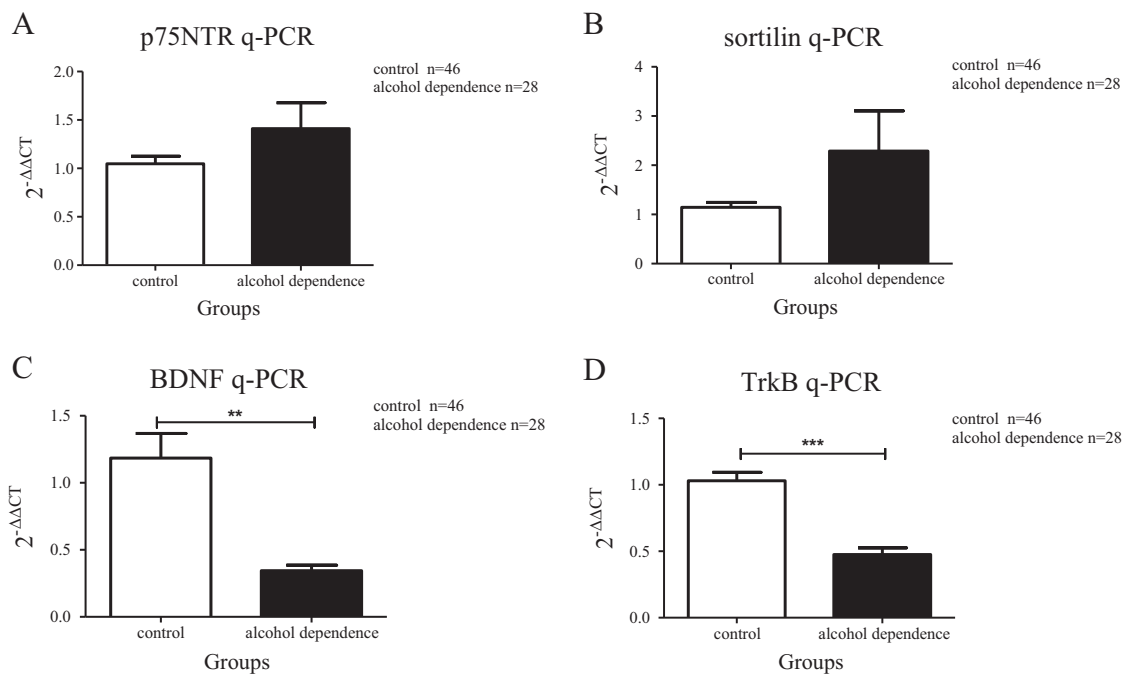 A
p75NTR q-PCR
control n=46
alcohol dependence n=28
2.0
1.5
1.0
0.5
0.0
2^-ΔΔCT
control
alcohol dependence
Groups
B
sortilin q-PCR
control n=46
alcohol dependence n=28
4
3
2
1
0
2^-ΔΔCT
control
alcohol dependence
Groups
C
BDNF q-PCR
control n=46
alcohol dependence n=28
**
1.5
1.0
0.5
0.0
2^-ΔΔCT
control
alcohol dependence
Groups
D
TrkB q-PCR
control n=46
alcohol dependence n=28
***
1.5
1.0
0.5
0.0
2^-ΔΔCT
control
alcohol dependence
Groups